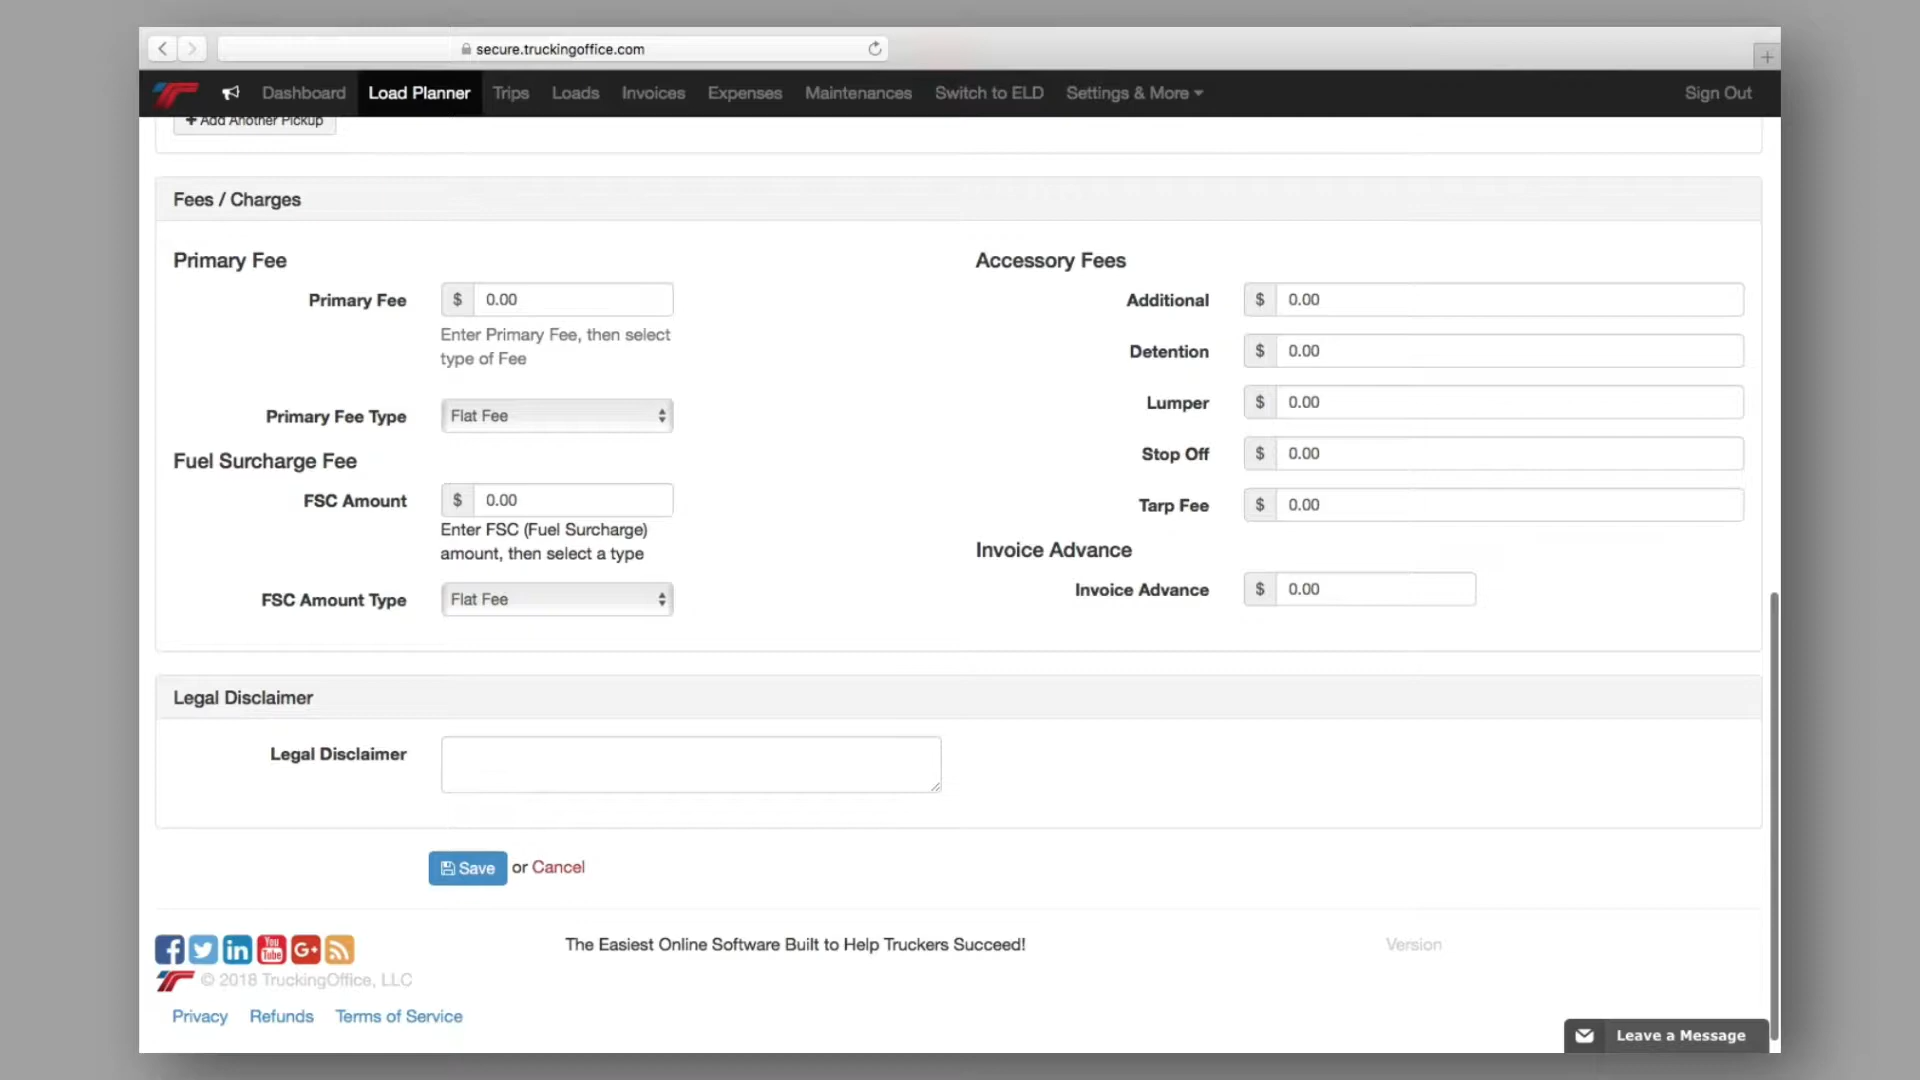 secure.truckingoffice.com
Dashboard Load Planner Trips Loads Invoices Expenses Maintenances Switch to ELD Settings & More Sign Out
+ Add Another Pickup
Fees / Charges
Primary Fee
Primary Fee $ 0.00
Enter Primary Fee, then select
type of Fee
Primary Fee Type Flat Fee
Fuel Surcharge Fee
FSC Amount $ 0.00
Enter FSC (Fuel Surcharge)
amount, then select a type
FSC Amount Type Flat Fee
Accessory Fees
Additional $ 0.00
Detention $ 0.00
Lumper $ 0.00
Stop Off $ 0.00
Tarp Fee $ 0.00
Invoice Advance
Invoice Advance $ 0.00
Legal Disclaimer
Legal Disclaimer
Save or Cancel
You Tube G+
The Easiest Online Software Built to Help Truckers Succeed! Version
© 2018 TruckingOffice, LLC
Privacy Refunds Terms of Service
Leave a Message